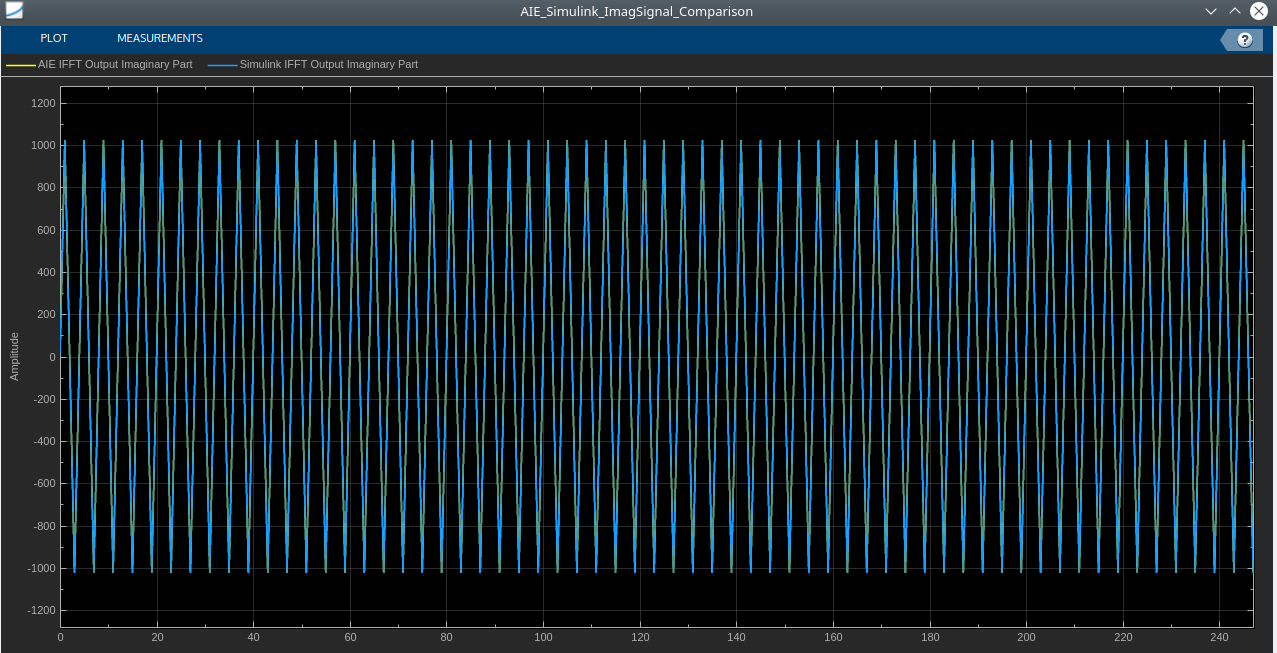 AIE_Simulink_ImagSignal_Comparison
PLOT MEASUREMENTS ?
AIE IFFT Output Imaginary Part Simulink IFFT Output Imaginary Part
1200
1000
800
600
400
200
0
-200
-400
-600
-800
-1000
-1200
Amplitude
0 20 40 60 80 100 120 140 160 180 200 220 240